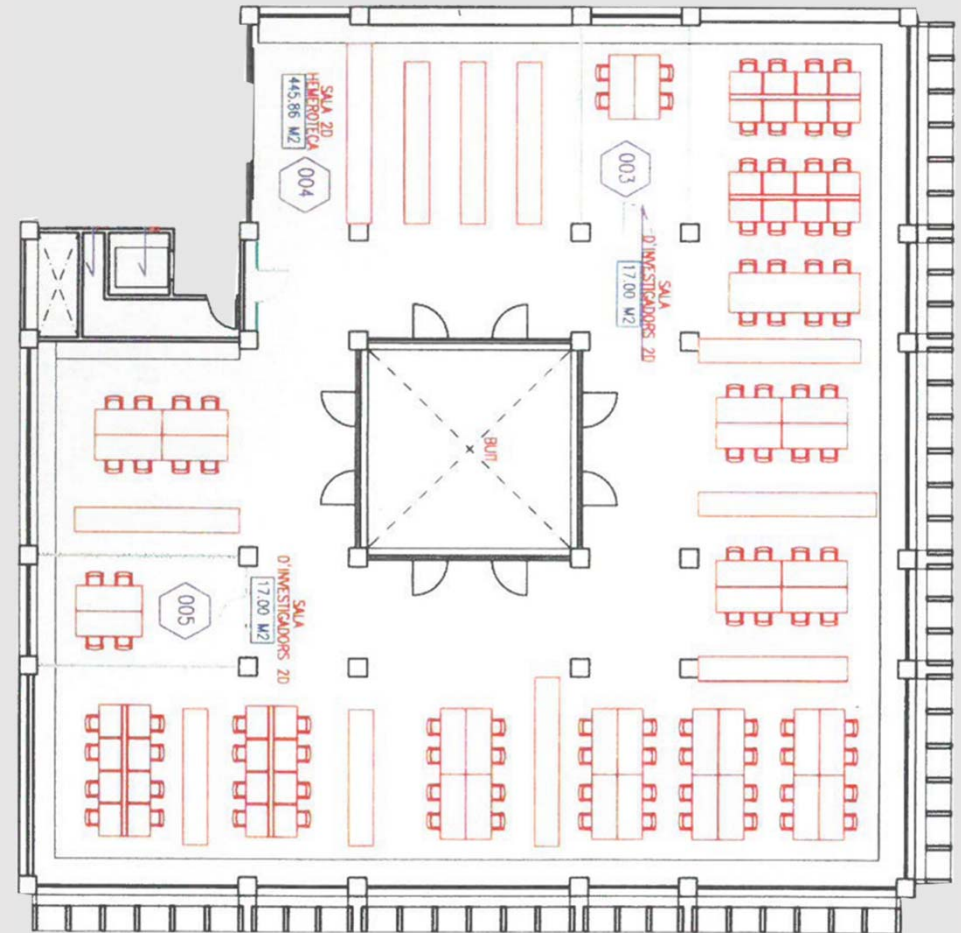 SALA 2D
HEMEROTECA
445.86 M2
004
003
SALA
D'INVESTIGADORS 2D
17.00 M2
BUIT
SALA
D'INVESTIGADORS 2D
17.00 M2
005